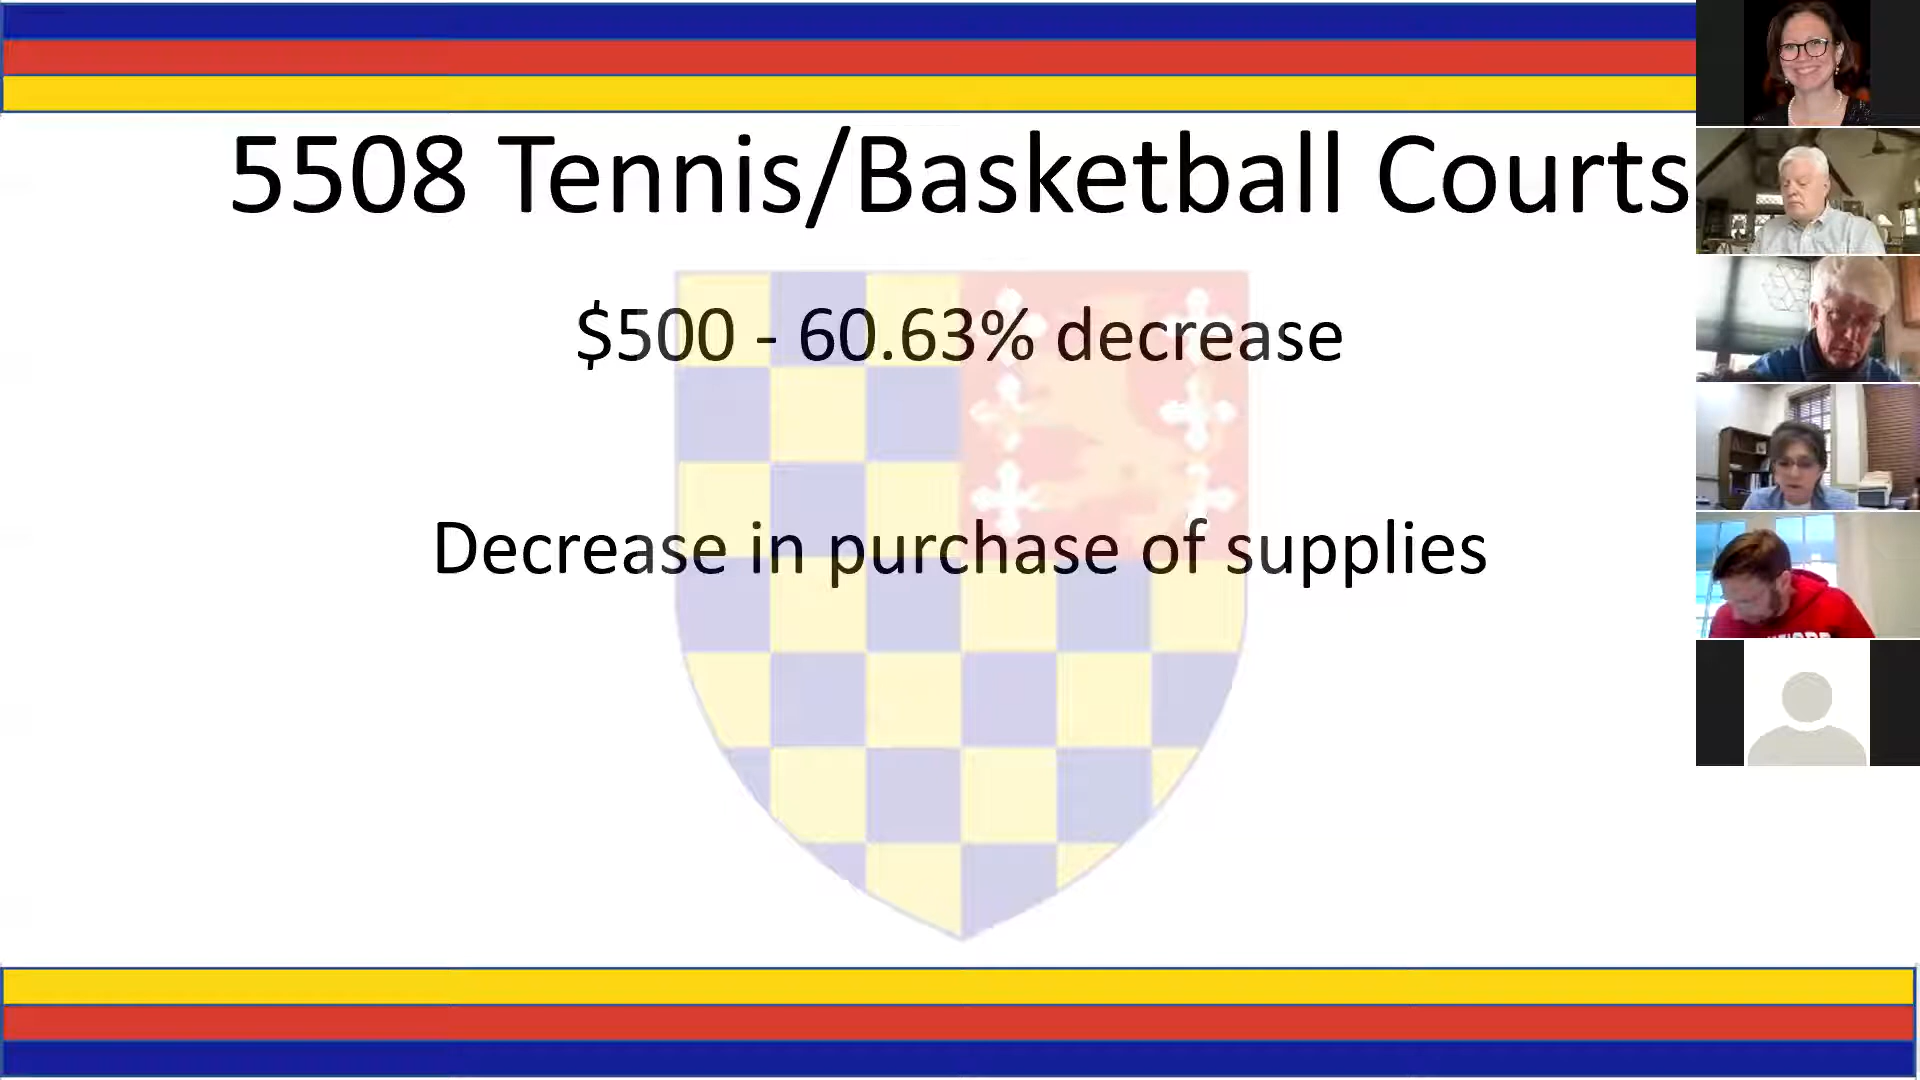 5508 Tennis/Basketball Courts
$500 - 60.63% decrease
Decrease in purchase of supplies